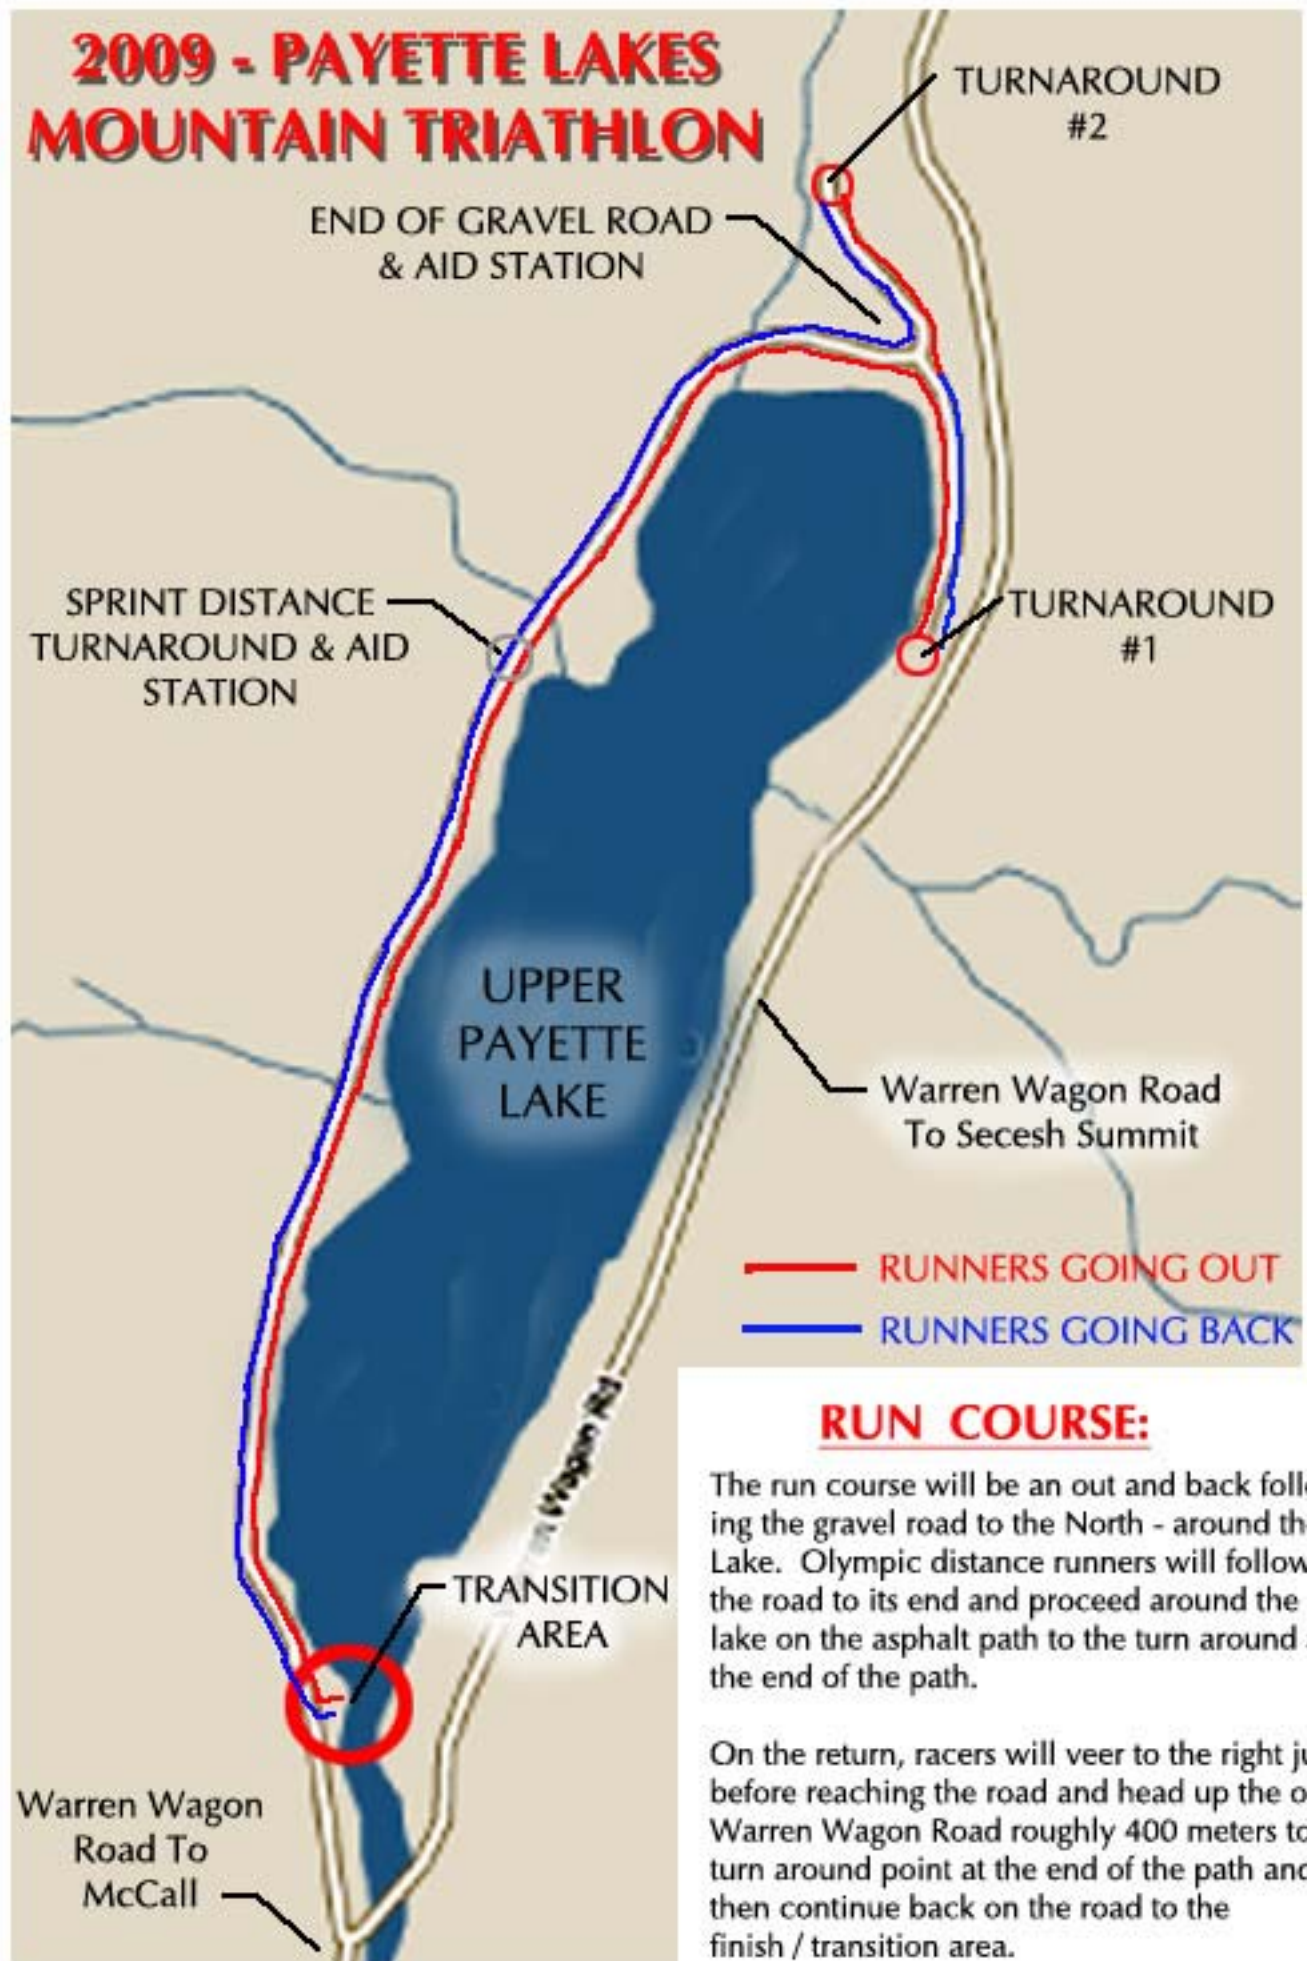 2009 - PAYETTE LAKES
MOUNTAIN TRIATHLON
TURNAROUND
#2
END OF GRAVEL ROAD
& AID STATION
SPRINT DISTANCE
TURNAROUND & AID
STATION
TURNAROUND
#1
UPPER
PAYETTE
LAKE
Warren Wagon Road
To Secesh Summit
RUNNERS GOING OUT
RUNNERS GOING BACK
Wagon Rd
TRANSITION
AREA
Warren Wagon
Road To
McCall
RUN COURSE:
The run course will be an out and back
ing the gravel road to the North - around
Lake. Olympic distance runners will follow
the road to its end and proceed around the
lake on the asphalt path to the turn around
the end of the path.
On the return, racers will veer to the right
before reaching the road and head up the
Warren Wagon Road roughly 400 meters to
turn around point at the end of the path and
then continue back on the road to the
finish / transition area.